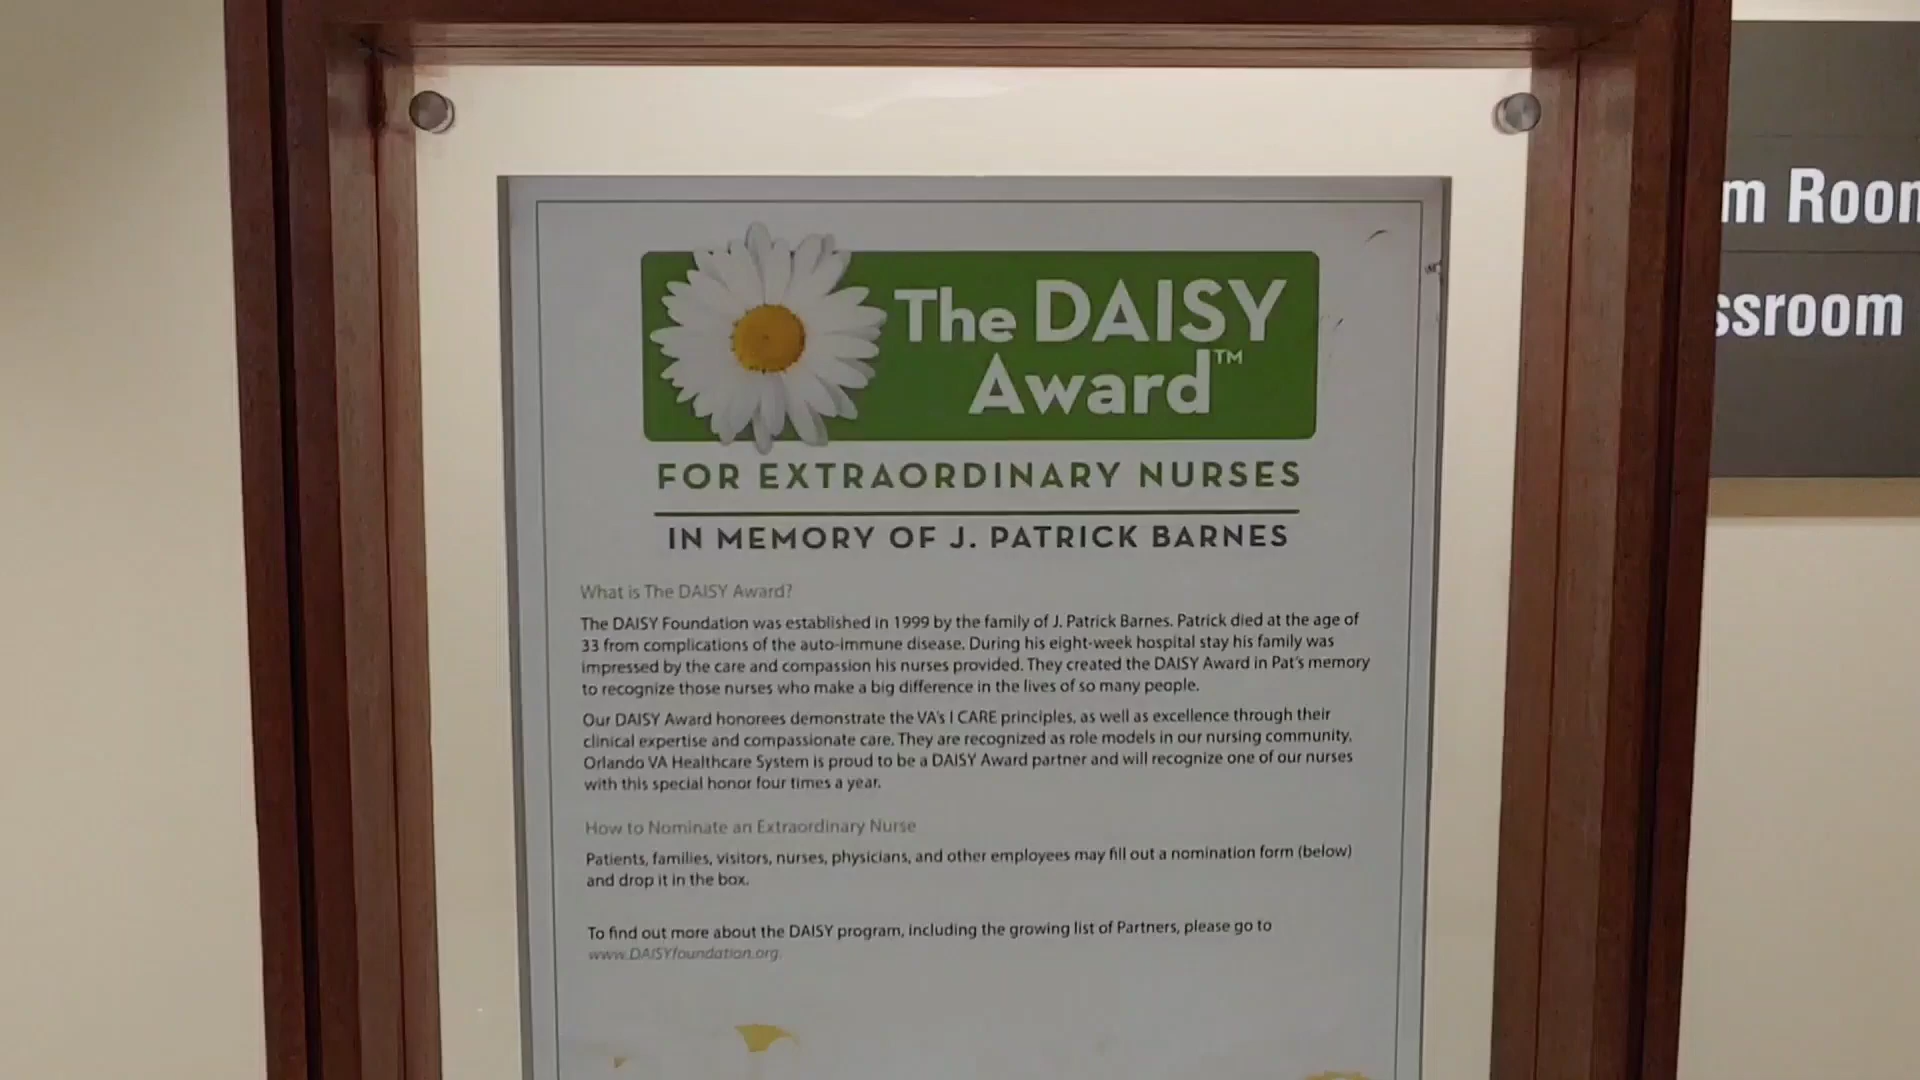 The DAISY
Award™
FOR EXTRAORDINARY NURSES
IN MEMORY OF J. PATRICK BARNES
What is The DAISY Award?
The DAISY Foundation was established in 1999 by the family of J. Patrick Barnes. Patrick died at the age of
33 from complications of the auto-immune disease. During his eight-week hospital stay his family was
impressed by the care and compassion his nurses provided. They created the DAISY Award in Pat's memory
to recognize those nurses who make a big difference in the lives of so many people.
Our DAISY Award honorees demonstrate the VA's I CARE principles, as well as excellence through their
clinical expertise and compassionate care. They are recognized as role models in our nursing community.
Orlando VA Healthcare System is proud to be a DAISY Award partner and will recognize one of our nurses
with this special honor four times a year.
How to Nominate an Extraordinary Nurse
Patients, families, visitors, nurses, physicians, and other employees may fill out a nomination form (below)
and drop it in the box.
To find out more about the DAISY program, including the growing list of Partners, please go to
www.DAISYfoundation.org.
m Room
ssroom